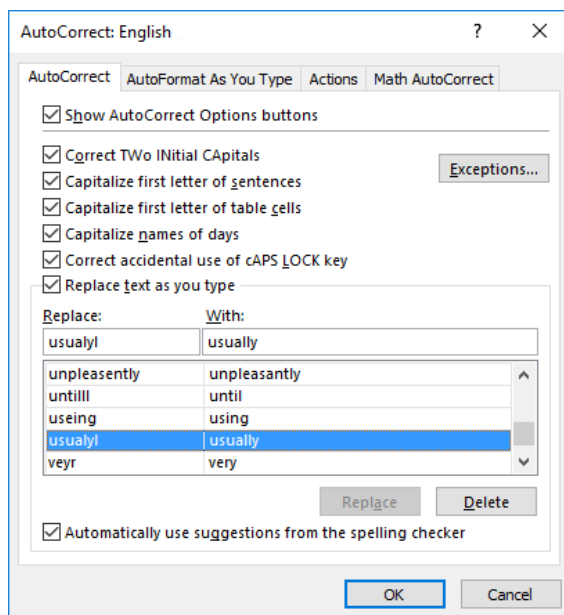 AutoCorrect: English ? ×
AutoCorrect AutoFormat As You Type Actions Math AutoCorrect
Show AutoCorrect Options buttons
Correct TWo INitial CApitals
Exceptions...
Capitalize first letter of sentences
Capitalize first letter of table cells
Capitalize names of days
Correct accidental use of cAPS LOCK key
Replace text as you type
Replace: With:
usualyl usually
unpleasently unpleasantly
untilll until
useing using
usualyl usually
veyr very
Replace Delete
Automatically use suggestions from the spelling checker
OK Cancel